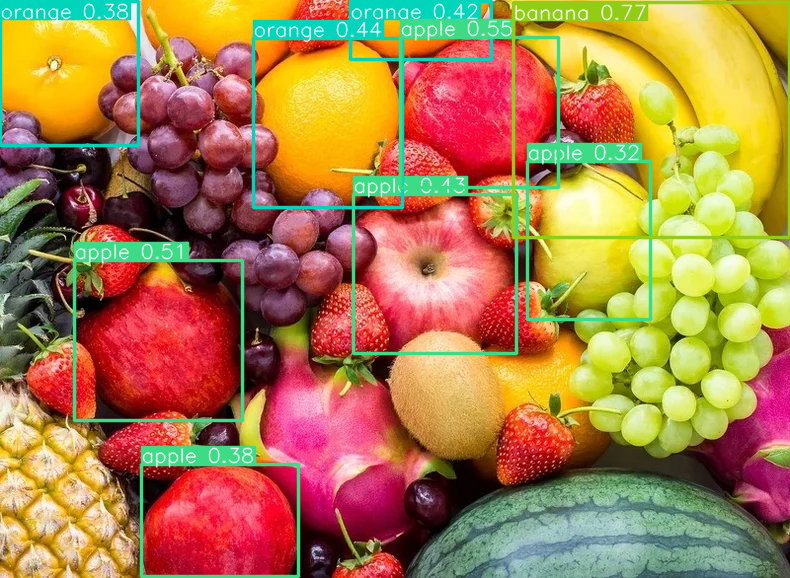 orange 0.38
orange 0.42
banana 0.77
orange 0.44
apple 0.55
apple 0.32
apple 0.43
apple 0.51
apple 0.38